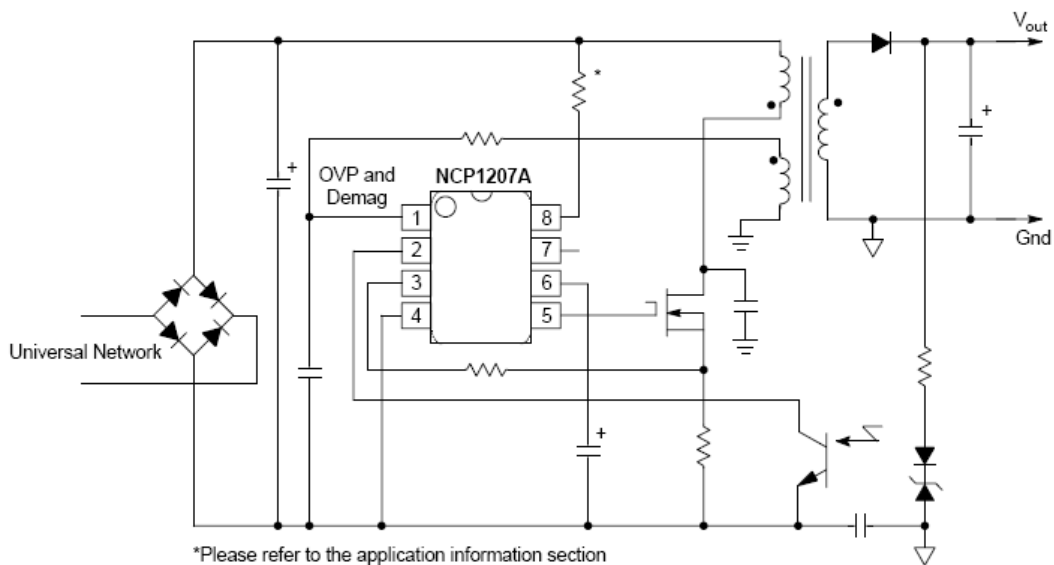 V_out
*
+
+
OVP and
Demag
NCP1207A
1
8
2
7
3
6
4
5
Gnd
Universal Network
+
*Please refer to the application information section